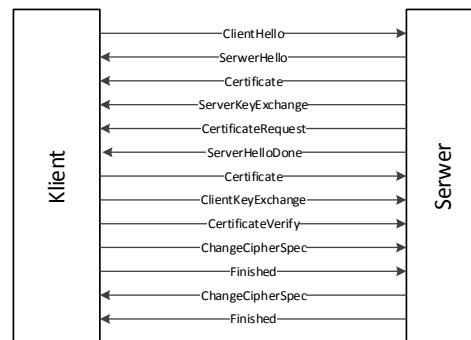 ClientHello
SerwerHello
Certificate
ServerKeyExchange
CertificateRequest
ServerHelloDone
Certificate
ClientKeyExchange
CertificateVerify
ChangeCipherSpec
Finished
ChangeCipherSpec
Finished
Klient
Serwer